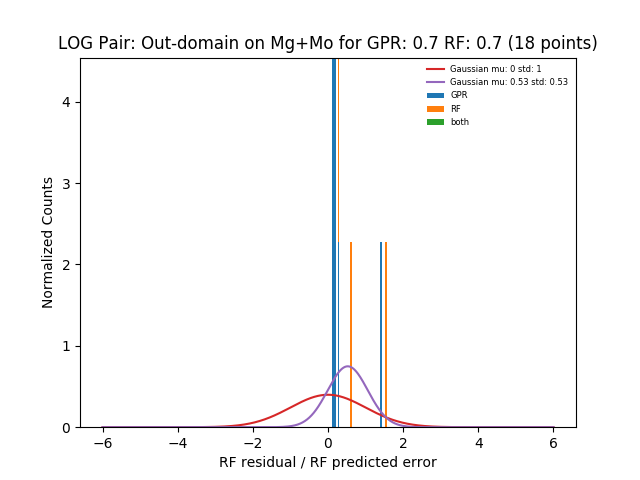 LOG Pair: Out-domain on Mg+Mo for GPR: 0.7 RF: 0.7 (18 points)
Gaussian mu: 0 std: 1
Gaussian mu: 0.53 std: 0.53
GPR
RF
both
Normalized Counts
4
3
2
1
0
−6 −4 −2 0 2 4 6
RF residual / RF predicted error